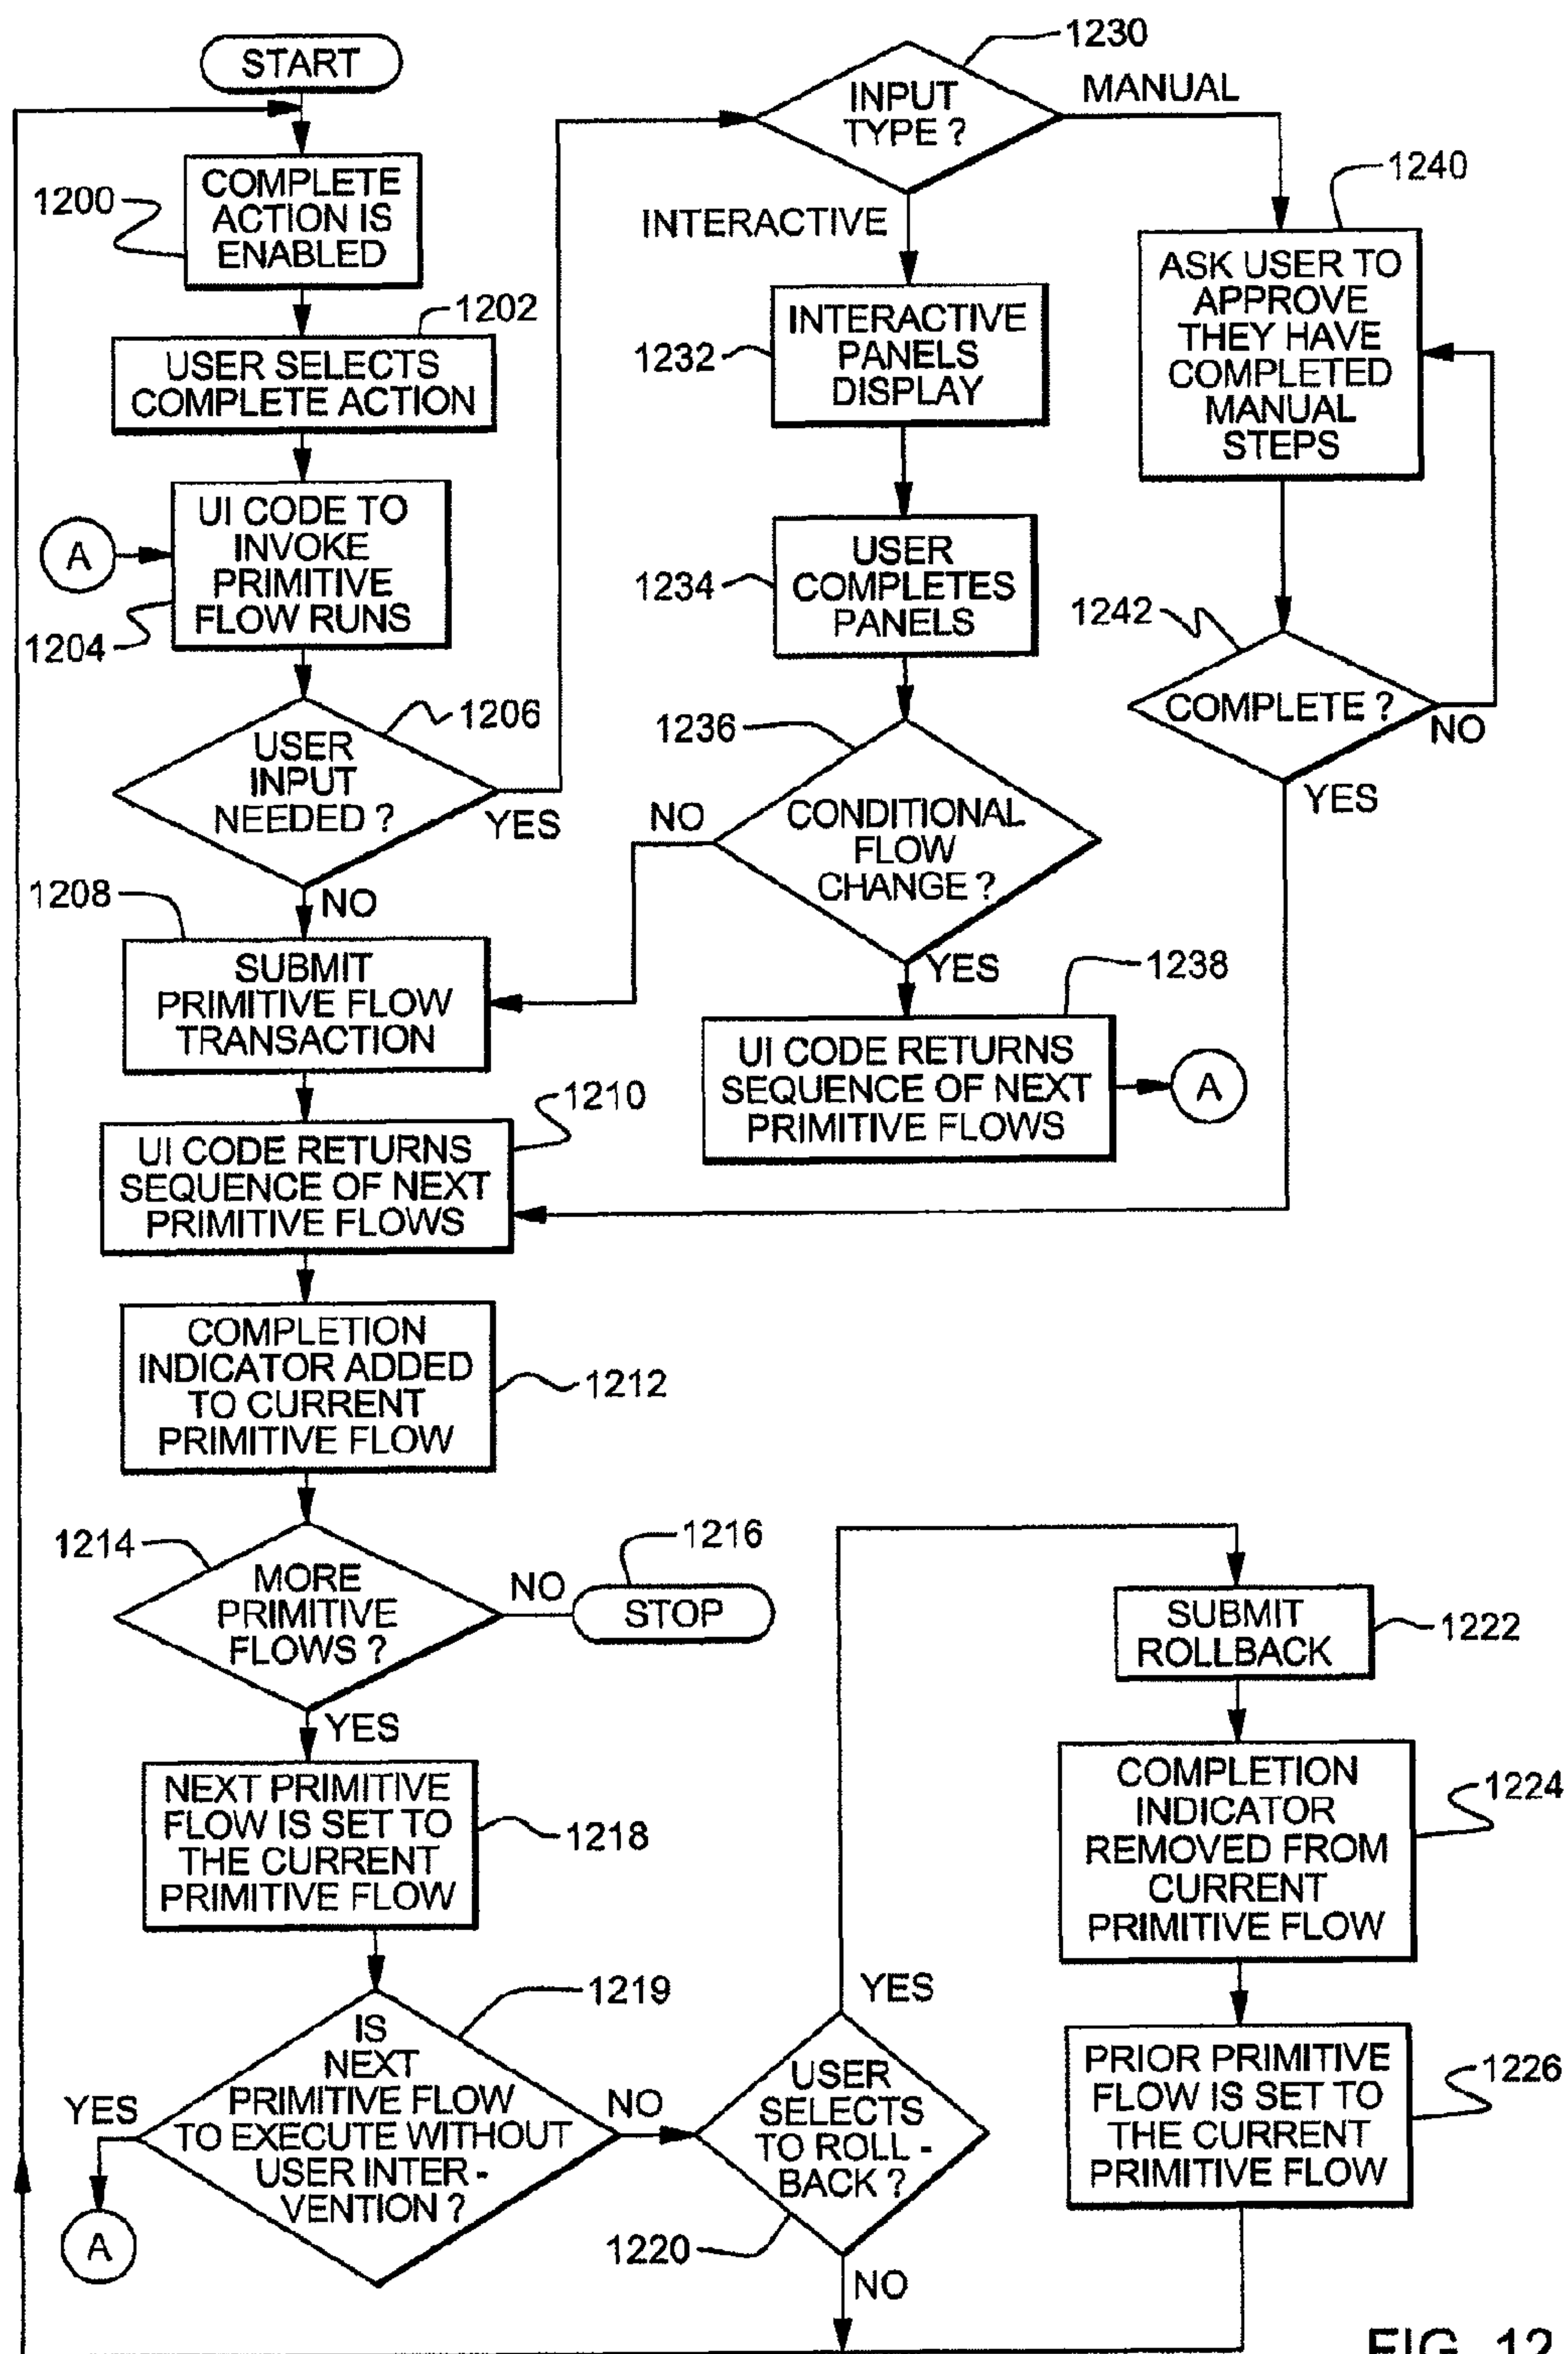 START
1200
COMPLETE
ACTION IS
ENABLED
1202
USER SELECTS
COMPLETE ACTION
A
UI CODE TO
INVOKE
PRIMITIVE
FLOW RUNS
1204
1206
USER
INPUT
NEEDED ?
YES
NO
1208
SUBMIT
PRIMITIVE FLOW
TRANSACTION
1210
UI CODE RETURNS
SEQUENCE OF NEXT
PRIMITIVE FLOWS
COMPLETION
INDICATOR ADDED
TO CURRENT
PRIMITIVE FLOW
1212
1214
MORE
PRIMITIVE
FLOWS ?
NO
1216
STOP
YES
NEXT PRIMITIVE
FLOW IS SET TO
THE CURRENT
PRIMITIVE FLOW
1218
1219
IS
NEXT
PRIMITIVE FLOW
TO EXECUTE WITHOUT
USER INTER -
VENTION ?
YES
A
NO
USER
SELECTS
TO ROLL -
BACK ?
1220
YES
NO
SUBMIT
ROLLBACK
1222
COMPLETION
INDICATOR
REMOVED FROM
CURRENT
PRIMITIVE FLOW
1224
PRIOR PRIMITIVE
FLOW IS SET TO
THE CURRENT
PRIMITIVE FLOW
1226
1230
INPUT
TYPE ?
MANUAL
INTERACTIVE
1232
INTERACTIVE
PANELS
DISPLAY
1234
USER
COMPLETES
PANELS
1236
CONDITIONAL
FLOW
CHANGE ?
NO
YES
1238
UI CODE RETURNS
SEQUENCE OF NEXT
PRIMITIVE FLOWS
A
1240
ASK USER TO
APPROVE
THEY HAVE
COMPLETED
MANUAL
STEPS
1242
COMPLETE ?
NO
YES
FIG. 12